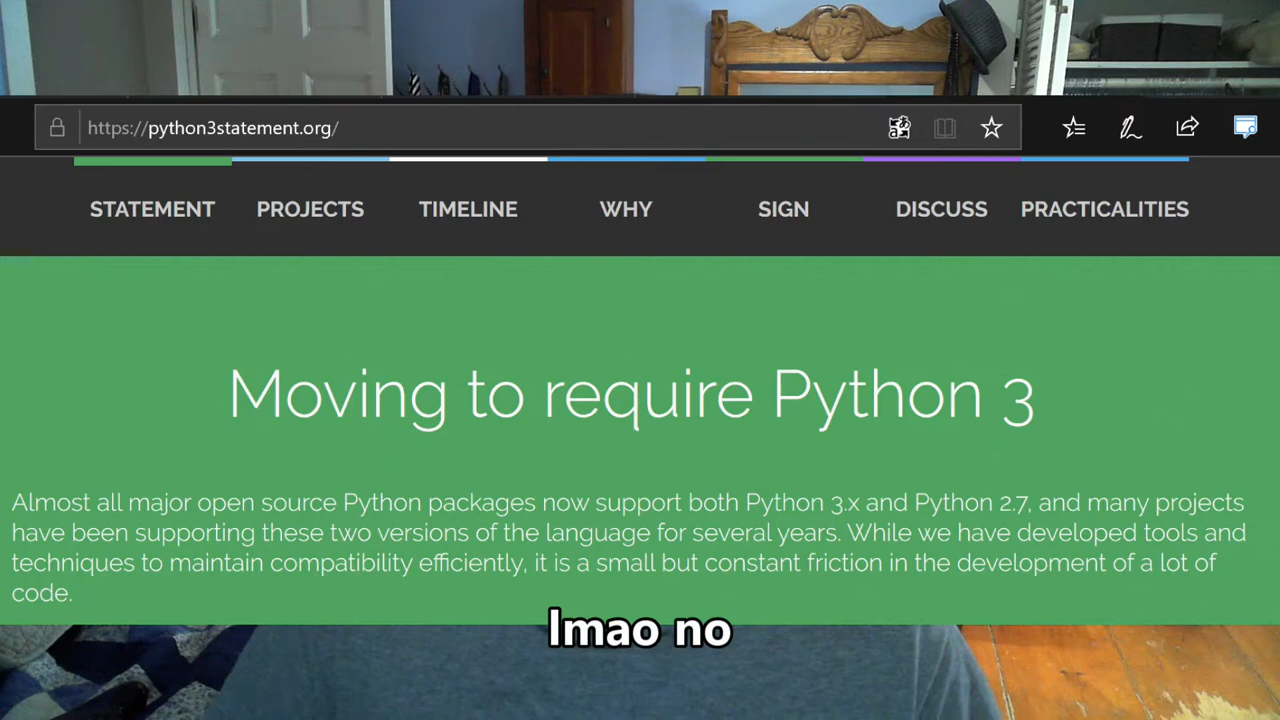 https://python3statement.org/
STATEMENT PROJECTS TIMELINE WHY SIGN DISCUSS PRACTICALITIES
Moving to require Python 3
Almost all major open source Python packages now support both Python 3.x and Python 2.7, and many projects
have been supporting these two versions of the language for several years. While we have developed tools and
techniques to maintain compatibility efficiently, it is a small but constant friction in the development of a lot of
code.
lmao no